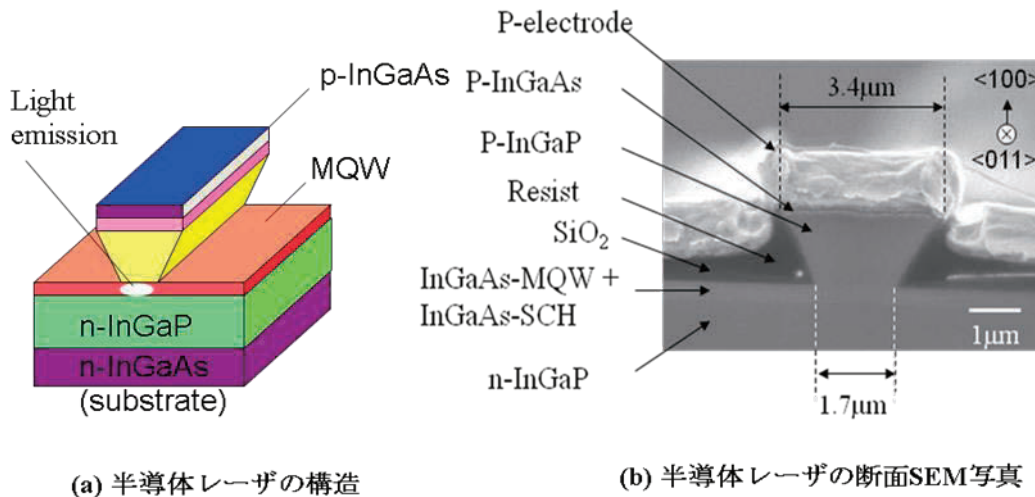 p-InGaAs
Light
emission
MQW
n-InGaP
n-InGaAs
(substrate)
(a) 半導体レーザの構造
P-electrode
P-InGaAs
P-InGaP
Resist
SiO₂
InGaAs-MQW +
InGaAs-SCH
n-InGaP
3.4μm
<100>
<011>
1μm
1.7μm
(b) 半導体レーザの断面SEM写真